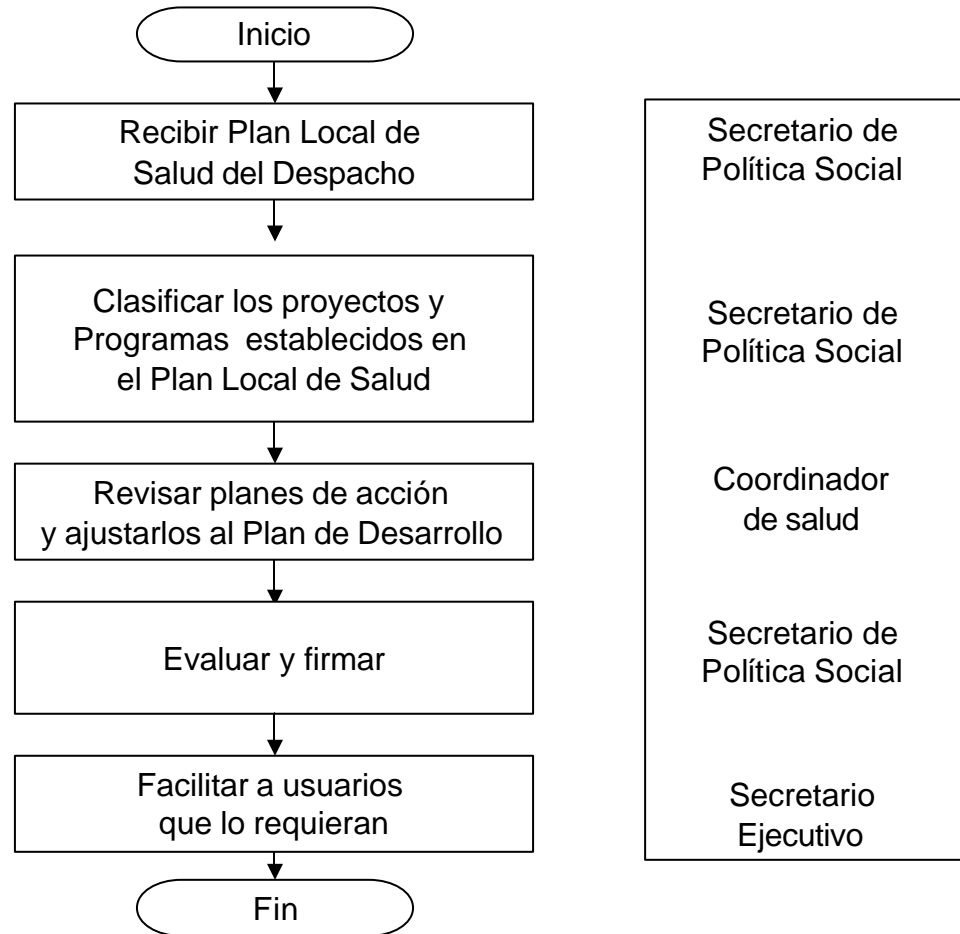 Inicio
Recibir Plan Local de
Salud del Despacho
Secretario de
Política Social
Clasificar los proyectos y
Programas establecidos en
el Plan Local de Salud
Secretario de
Política Social
Revisar planes de acción
y ajustarlos al Plan de Desarrollo
Coordinador
de salud
Evaluar y firmar
Secretario de
Política Social
Facilitar a usuarios
que lo requieran
Secretario
Ejecutivo
Fin